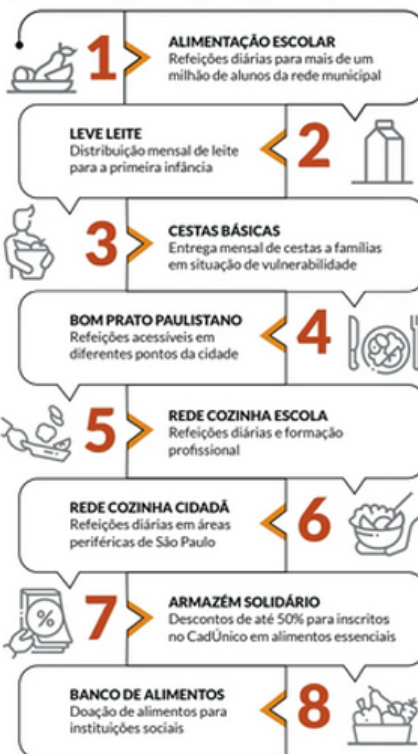 1
ALIMENTAÇÃO ESCOLAR
Refeições diárias para mais de um
milhão de alunos da rede municipal
LEVE LEITE
Distribuição mensal de leite
para a primeira infância
2
3
CESTAS BÁSICAS
Entrega mensal de cestas a famílias
em situação de vulnerabilidade
BOM PRATO PAULISTANO
Refeições acessíveis em
diferentes pontos da cidade
4
5
REDE COZINHA ESCOLA
Refeições diárias e formação
profissional
REDE COZINHA CIDADÃ
Refeições diárias em áreas
periféricas de São Paulo
6
7
%
ARMAZÉM SOLIDÁRIO
Descontos de até 50% para inscritos
no CadÚnico em alimentos essenciais
BANCO DE ALIMENTOS
Doação de alimentos para
instituições sociais
8